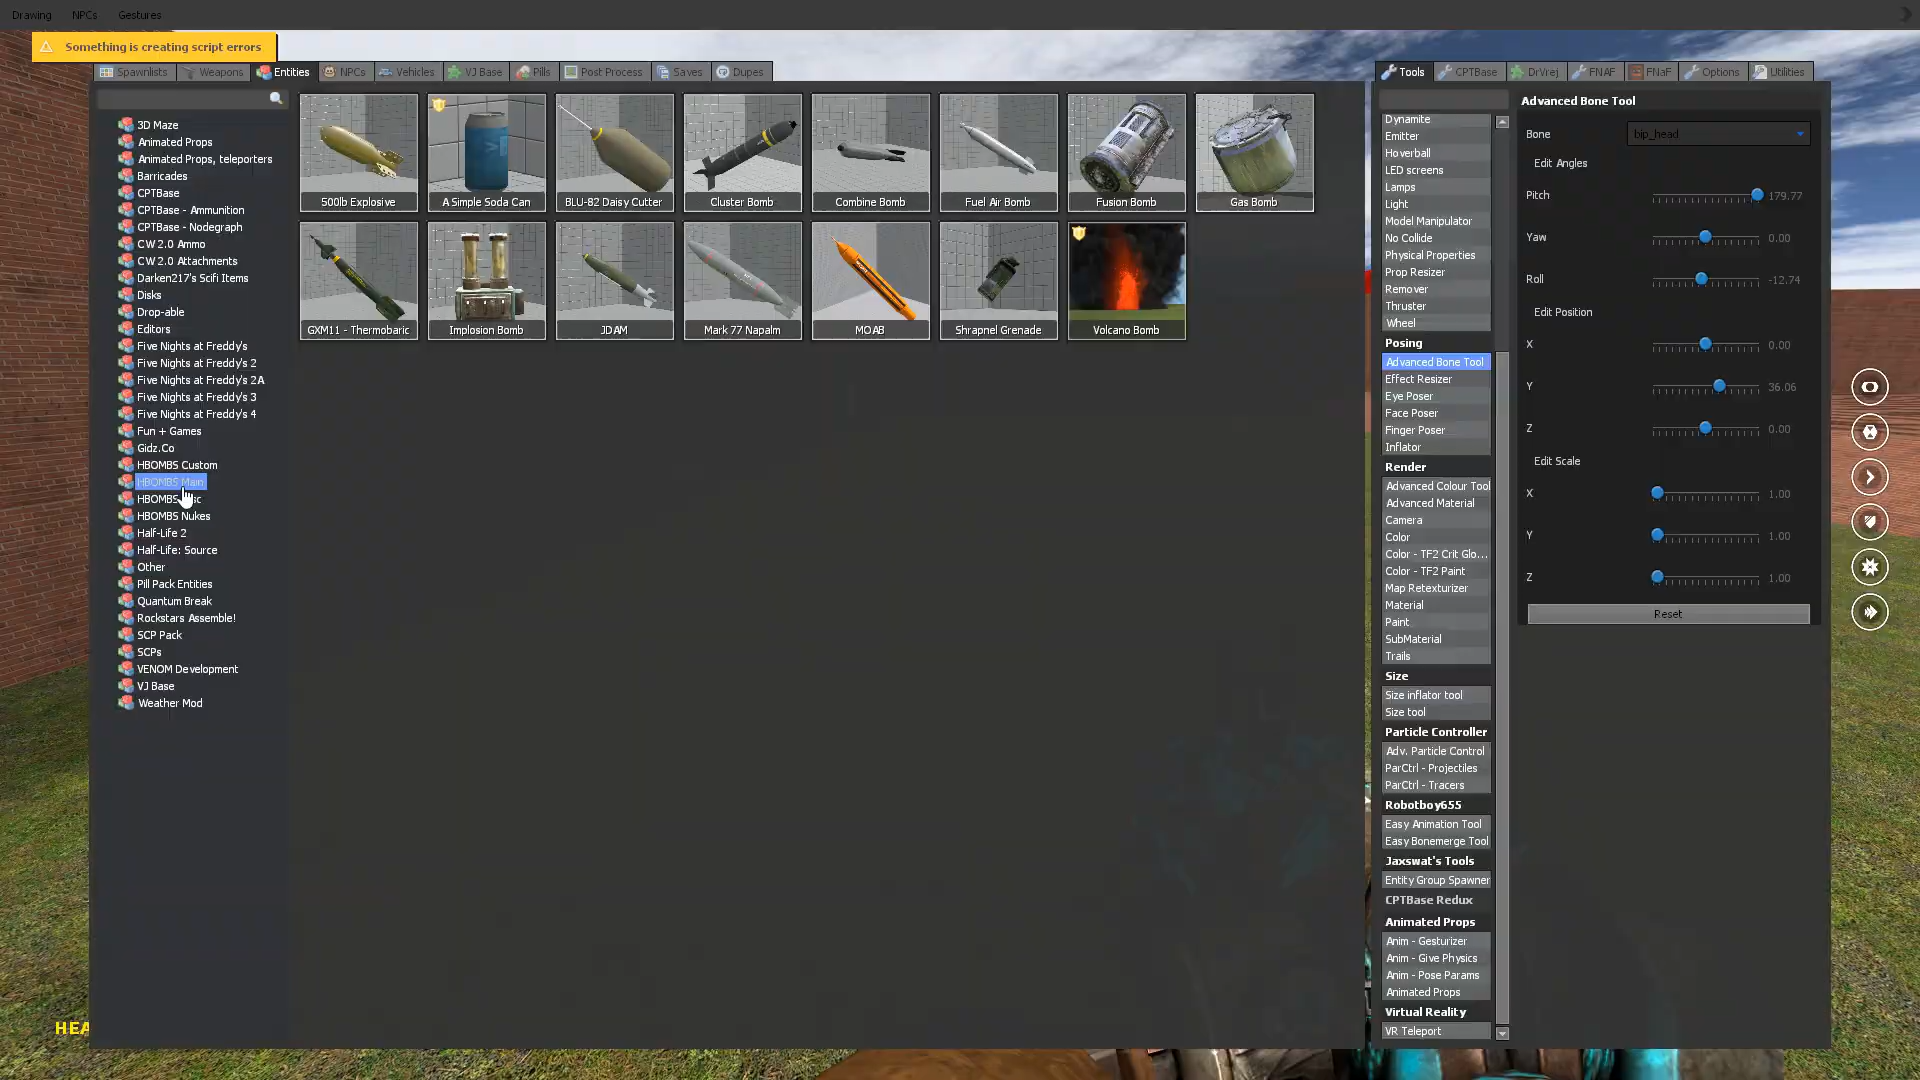 Drawing NPCs Gestures
Something is creating script errors
Spawnlists Weapons Entities NPCs Vehicles VJ Base Pills Post Process Saves Dupes
3D Maze
Animated Props
Animated Props, teleporters
Barricades
CPTBase
CPTBase - Ammunition
CPTBase - Nodegraph
CW 2.0 Ammo
CW 2.0 Attachments
Darken217's Scifi Items
Disks
Drop-able
Editors
Five Nights at Freddy's
Five Nights at Freddy's 2
Five Nights at Freddy's 2A
Five Nights at Freddy's 3
Five Nights at Freddy's 4
Fun + Games
Gidz.Co
HBOMBS Custom
HBOMBS Main
HBOMBS sc
HBOMBS Nukes
Half-Life 2
Half-Life: Source
Other
Pill Pack Entities
Quantum Break
Rockstars Assemble!
SCP Pack
SCPs
VENOM Development
VJ Base
Weather Mod
500lb Explosive
A Simple Soda Can
BLU-82 Daisy Cutter
Cluster Bomb
Combine Bomb
Fuel Air Bomb
Fusion Bomb
Gas Bomb
GXM11 - Thermobaric
Implosion Bomb
JDAM
Mark 77 Napalm
MOAB
Shrapnel Grenade
Volcano Bomb
HEA
Tools CPTBase DrVrej FNAF FNaF Options Utilities
Dynamite
Emitter
Hoverball
LED screens
Lamps
Light
Model Manipulator
No Collide
Physical Properties
Prop Resizer
Remover
Thruster
Wheel
Posing
Advanced Bone Tool
Effect Resizer
Eye Poser
Face Poser
Finger Poser
Inflator
Render
Advanced Colour Tool
Advanced Material
Camera
Color
Color - TF2 Crit Glo...
Color - TF2 Paint
Map Retexturizer
Material
Paint
SubMaterial
Trails
Size
Size inflator tool
Size tool
Particle Controller
Adv. Particle Control
ParCtrl - Projectiles
ParCtrl - Tracers
Robotboy655
Easy Animation Tool
Easy Bonemerge Tool
Jaxswat's Tools
Entity Group Spawner
CPTBase Redux
Animated Props
Anim - Gesturizer
Anim - Give Physics
Anim - Pose Params
Animated Props
Virtual Reality
VR Teleport
Advanced Bone Tool
Bone bip_head
Edit Angles
Pitch 179.77
Yaw 0.00
Roll -12.74
Edit Position
X 0.00
Y 36.06
Z 0.00
Edit Scale
X 1.00
Y 1.00
Z 1.00
Reset